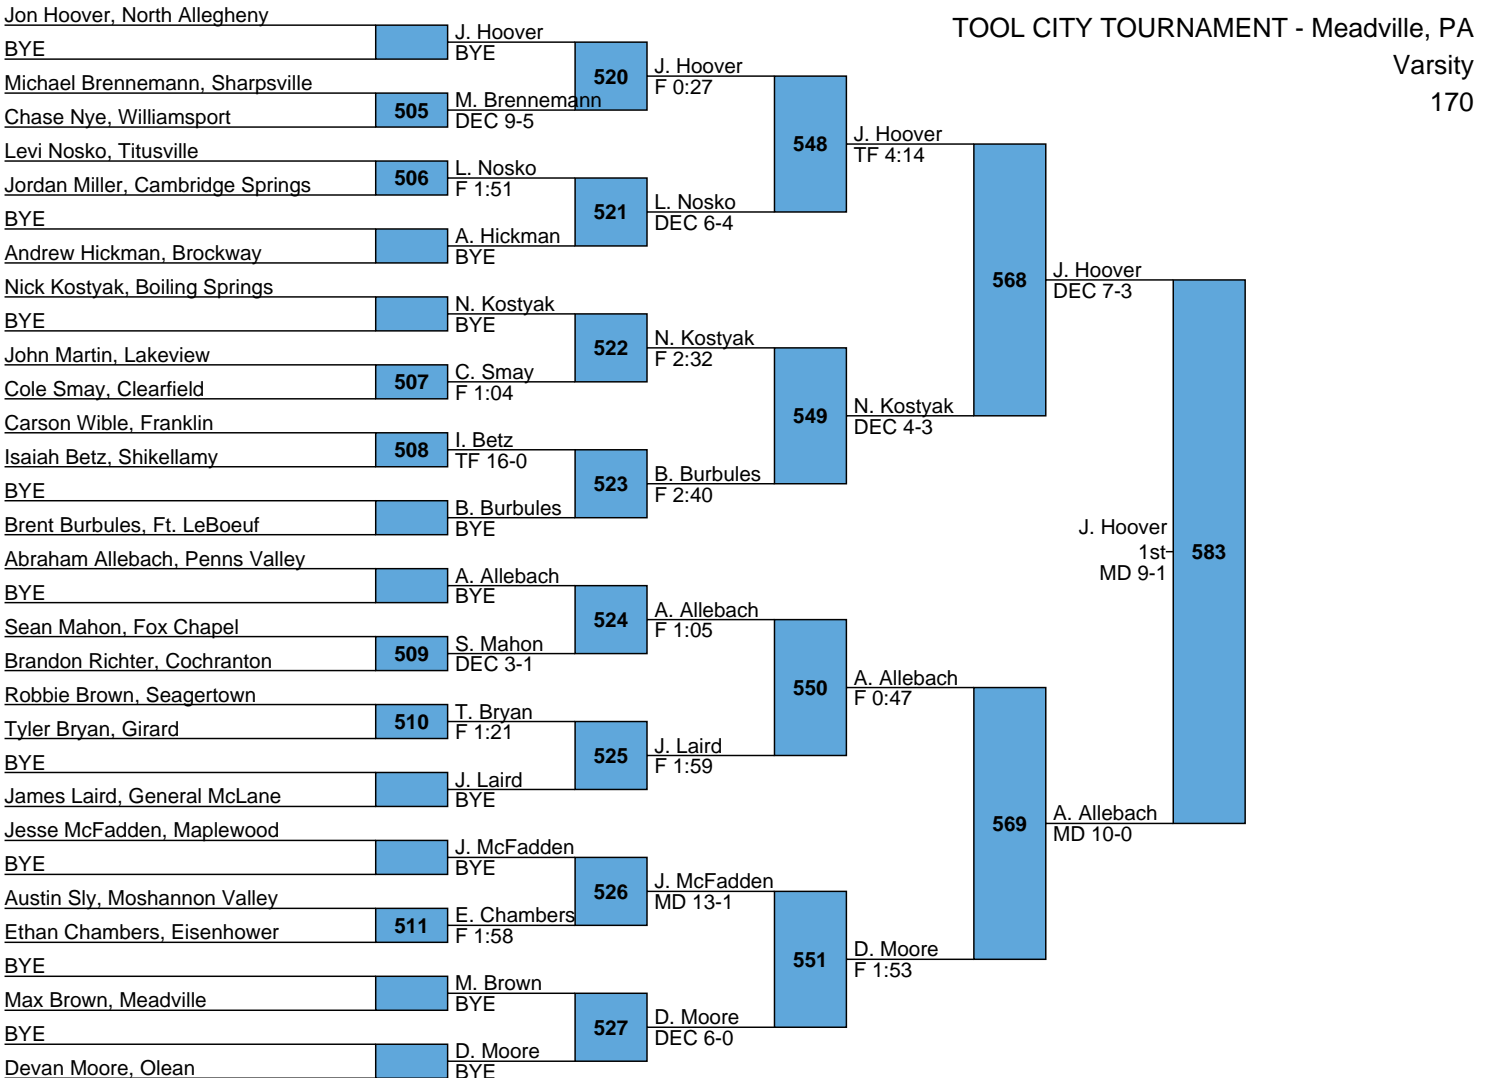 TOOL CITY TOURNAMENT - Meadville, PA
Varsity
170
Jon Hoover, North Allegheny
BYE
Michael Brennemann, Sharpsville
Chase Nye, Williamsport
Levi Nosko, Titusville
Jordan Miller, Cambridge Springs
BYE
Andrew Hickman, Brockway
Nick Kostyak, Boiling Springs
BYE
John Martin, Lakeview
Cole Smay, Clearfield
Carson Wible, Franklin
Isaiah Betz, Shikellamy
BYE
Brent Burbules, Ft. LeBoeuf
Abraham Allebach, Penns Valley
BYE
Sean Mahon, Fox Chapel
Brandon Richter, Cochranton
Robbie Brown, Seagertown
Tyler Bryan, Girard
BYE
James Laird, General McLane
Jesse McFadden, Maplewood
BYE
Austin Sly, Moshannon Valley
Ethan Chambers, Eisenhower
BYE
Max Brown, Meadville
BYE
Devan Moore, Olean
505
506
507
508
509
510
511
J. Hoover
BYE
M. Brennemann
DEC 9-5
L. Nosko
F 1:51
A. Hickman
BYE
N. Kostyak
BYE
C. Smay
F 1:04
I. Betz
TF 16-0
B. Burbules
BYE
A. Allebach
BYE
S. Mahon
DEC 3-1
T. Bryan
F 1:21
J. Laird
BYE
J. McFadden
BYE
E. Chambers
F 1:58
M. Brown
BYE
D. Moore
BYE
520
521
522
523
524
525
526
527
J. Hoover
F 0:27
L. Nosko
DEC 6-4
N. Kostyak
F 2:32
B. Burbules
F 2:40
A. Allebach
F 1:05
J. Laird
F 1:59
J. McFadden
MD 13-1
D. Moore
DEC 6-0
548
549
550
551
J. Hoover
TF 4:14
N. Kostyak
DEC 4-3
A. Allebach
F 0:47
D. Moore
F 1:53
568
569
J. Hoover
DEC 7-3
A. Allebach
MD 10-0
583
J. Hoover
1st
MD 9-1